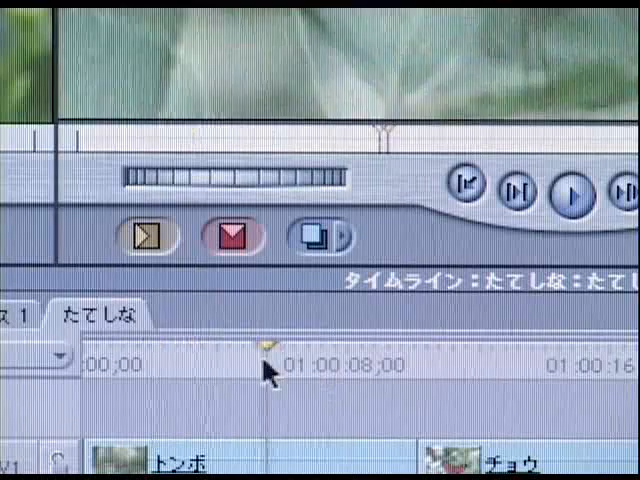 タイムライン：たてしな：たてし
ス 1
たてしな
:00;00
01:00:08;00
01:00:16
V1
トンボ
チョウ